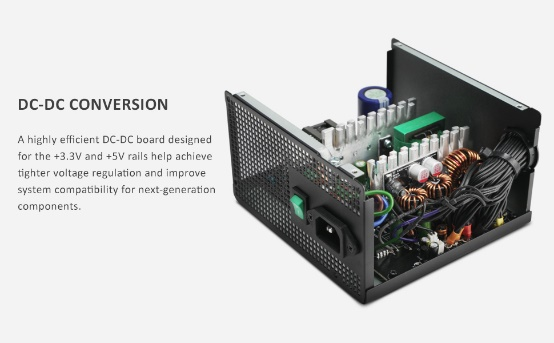 DC-DC CONVERSION
A highly efficient DC-DC board designed
for the +3.3V and +5V rails help achieve
tighter voltage regulation and improve
system compatibility for next-generation
components.